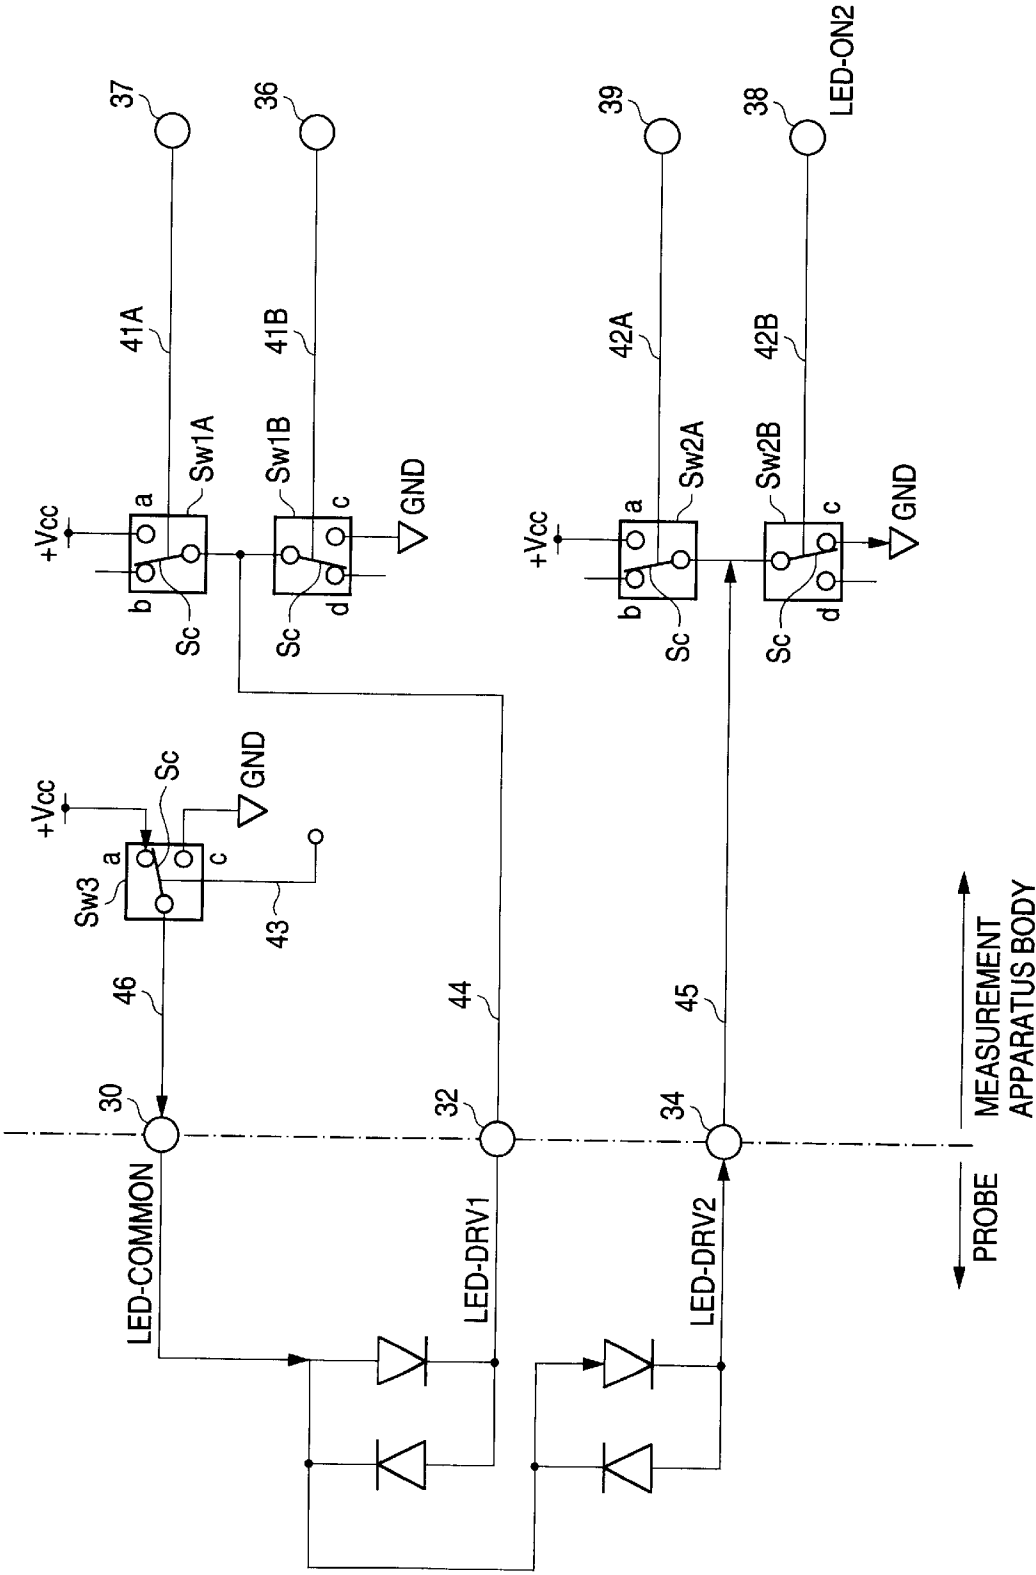 37
36
39
38
LED-ON2
41A
41B
42A
42B
+Vcc
a
b
Sw1A
Sc
Sw1B
c
d
Sc
GND
+Vcc
a
b
Sw2A
Sc
Sw2B
c
d
Sc
GND
+Vcc
Sc
a
c
Sw3
GND
43
46
44
45
30
32
34
LED-COMMON
LED-DRV1
LED-DRV2
MEASUREMENT
APPARATUS BODY
PROBE